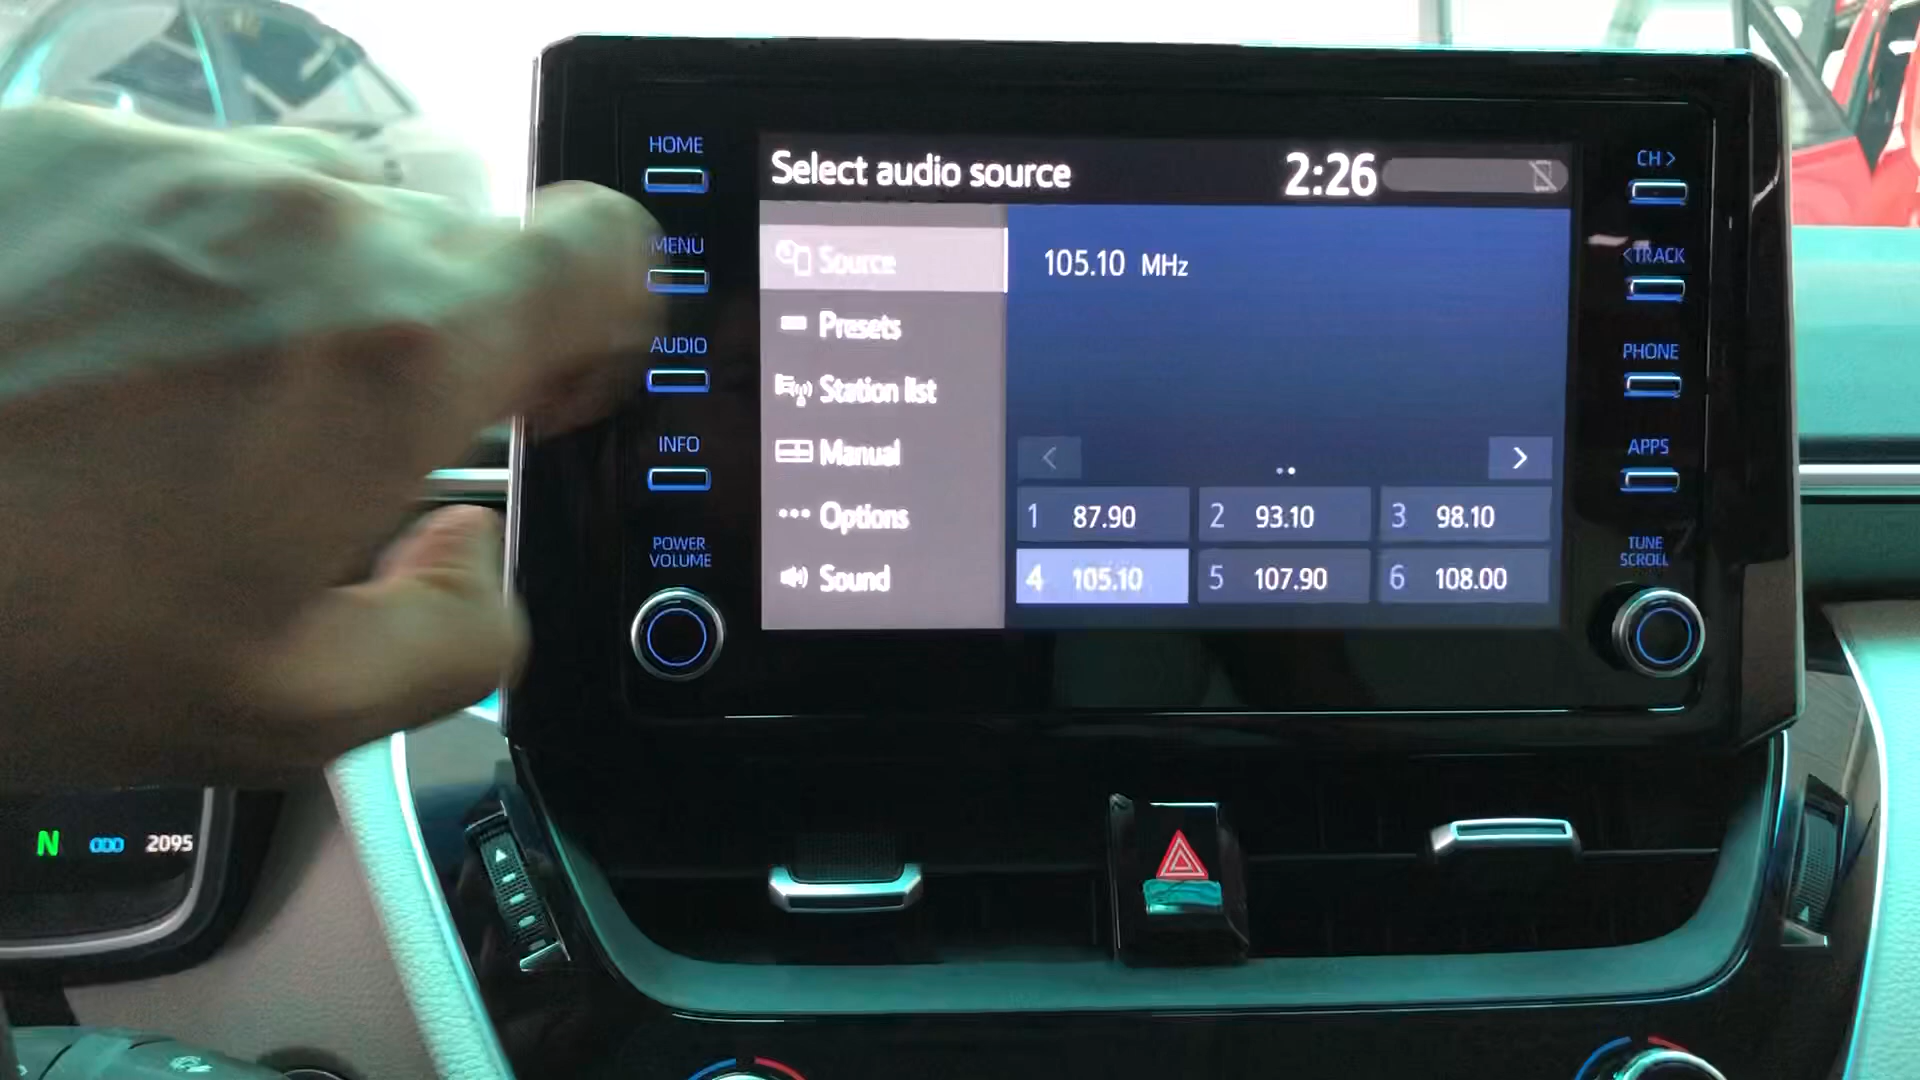 HOME
MENU
AUDIO
INFO
POWER
VOLUME
Select audio source
2:26
Source
Presets
Station list
Manual
Options
Sound
105.10 MHz
<
>
1 87.90
2 93.10
3 98.10
4 105.10
5 107.90
6 108.00
CH >
< TRACK
PHONE
APPS
TUNE
SCROLL
N ODO 2095